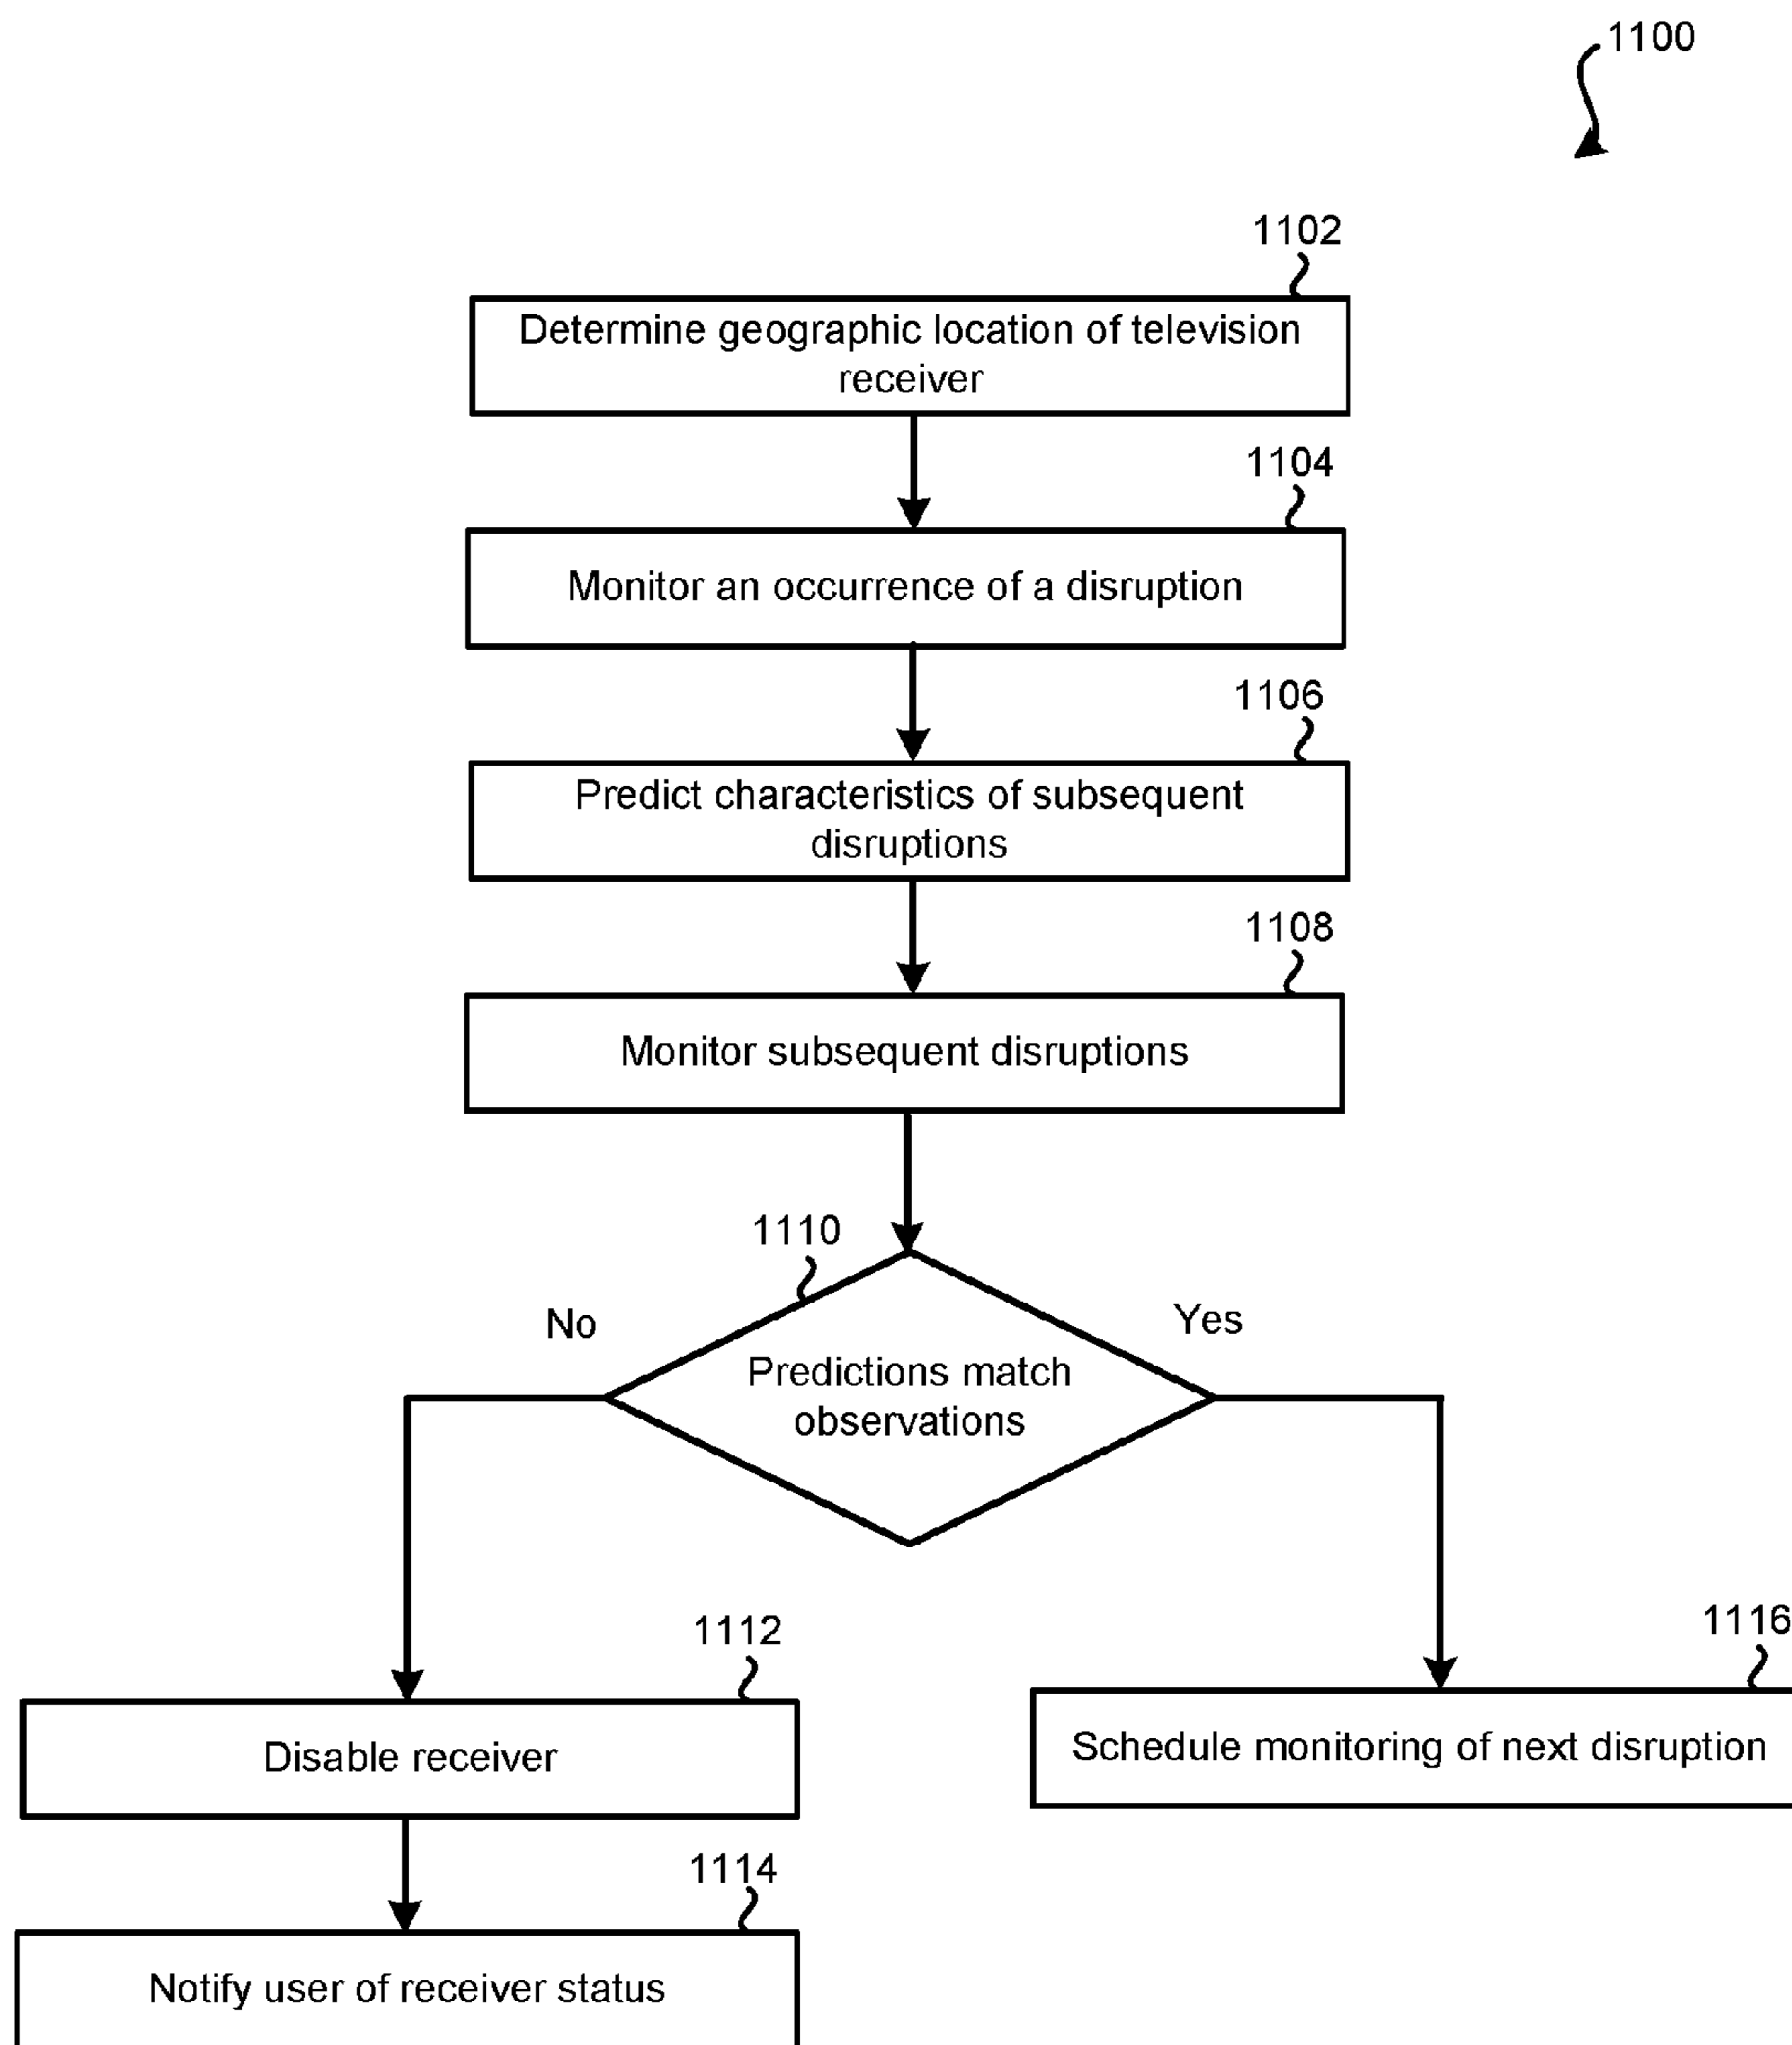 1100
1102
Determine geographic location of television
receiver
1104
Monitor an occurrence of a disruption
1106
Predict characteristics of subsequent
disruptions
1108
Monitor subsequent disruptions
1110
No
Yes
Predictions match
observations
1112
Disable receiver
1116
Schedule monitoring of next disruption
1114
Notify user of receiver status